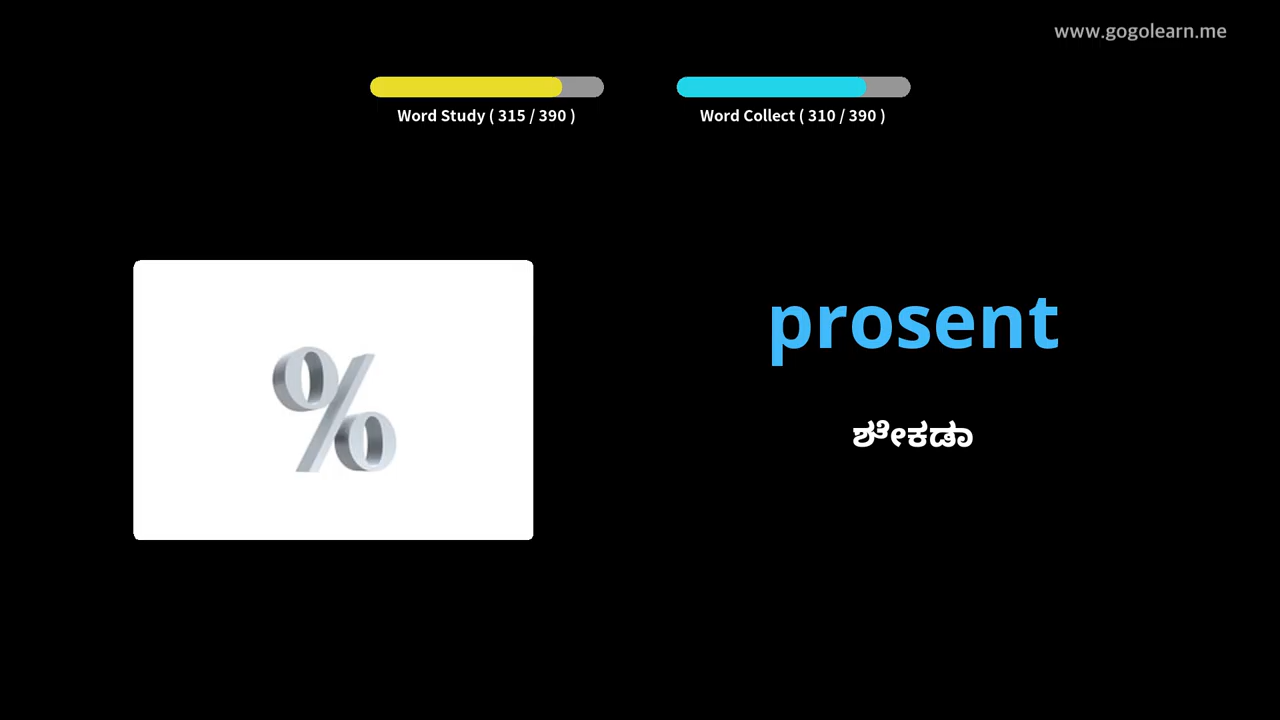 www.gogolearn.me
Word Study ( 315 / 390 )
Word Collect ( 310 / 390 )
%
prosent
ಶೇಕಡಾ